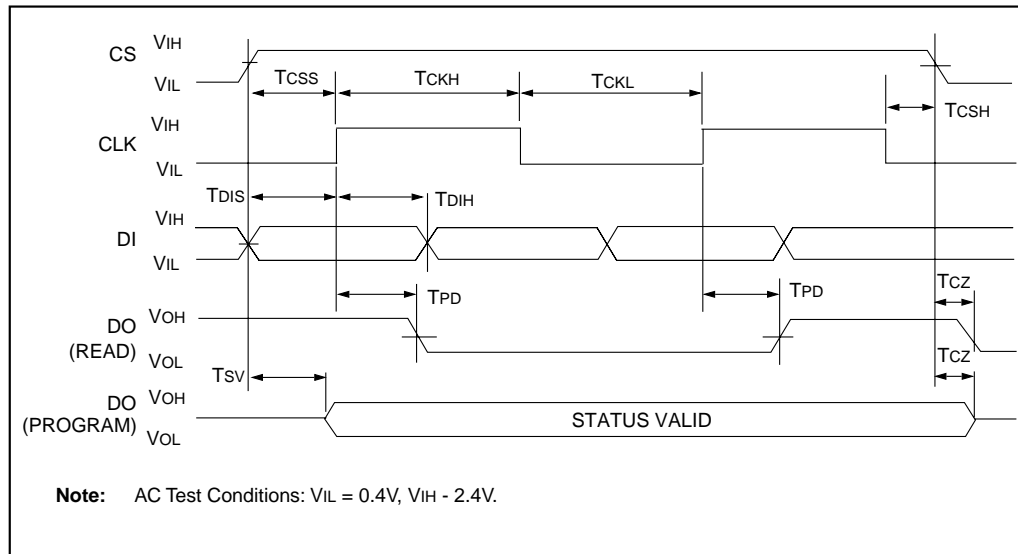 CS
VIH
VIL
TCSS
TCKH
TCKL
TCSH
CLK
VIH
VIL
TDIS
TDIH
DI
VIH
VIL
TPD
TPD
TCZ
DO
(READ)
VOH
VOL
TSV
TCZ
DO
(PROGRAM)
VOH
VOL
STATUS VALID
Note: AC Test Conditions: VIL = 0.4V, VIH - 2.4V.